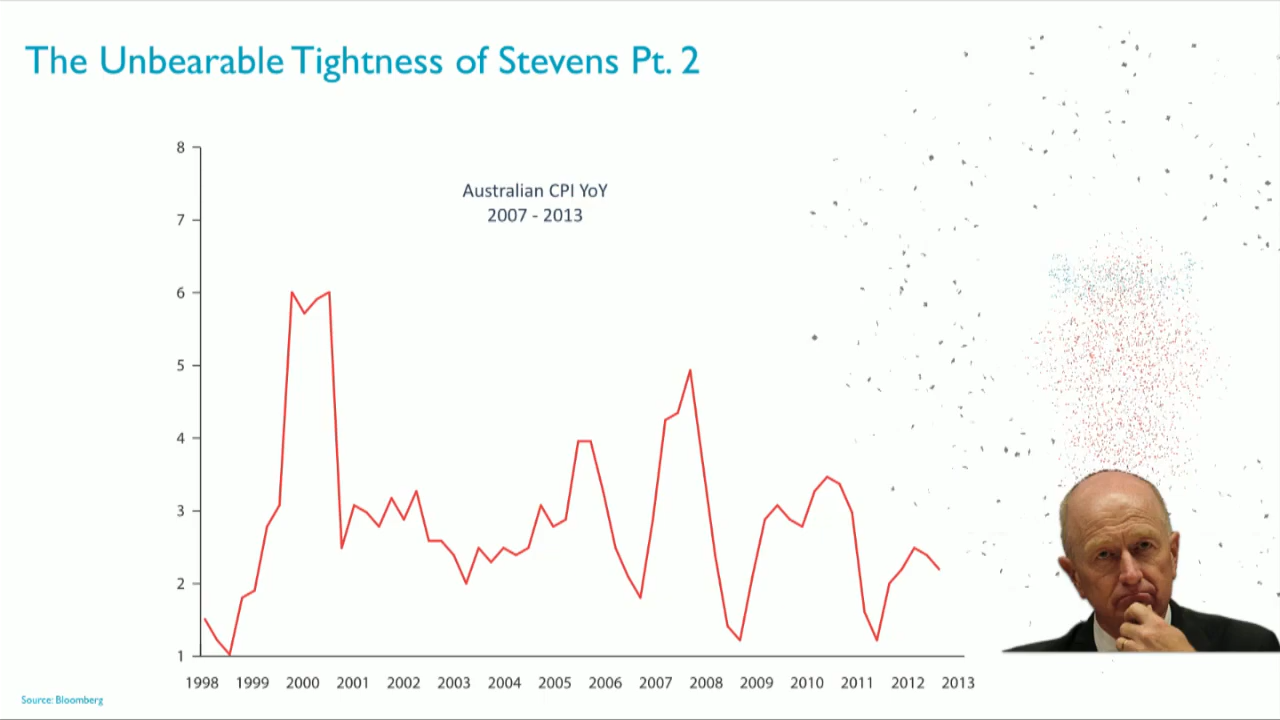 The Unbearable Tightness of Stevens Pt. 2
Australian CPI YoY
2007 - 2013
8
7
6
5
4
3
2
1
1998 1999 2000 2001 2002 2003 2004 2005 2006 2007 2008 2009 2010 2011 2012 2013
Source: Bloomberg